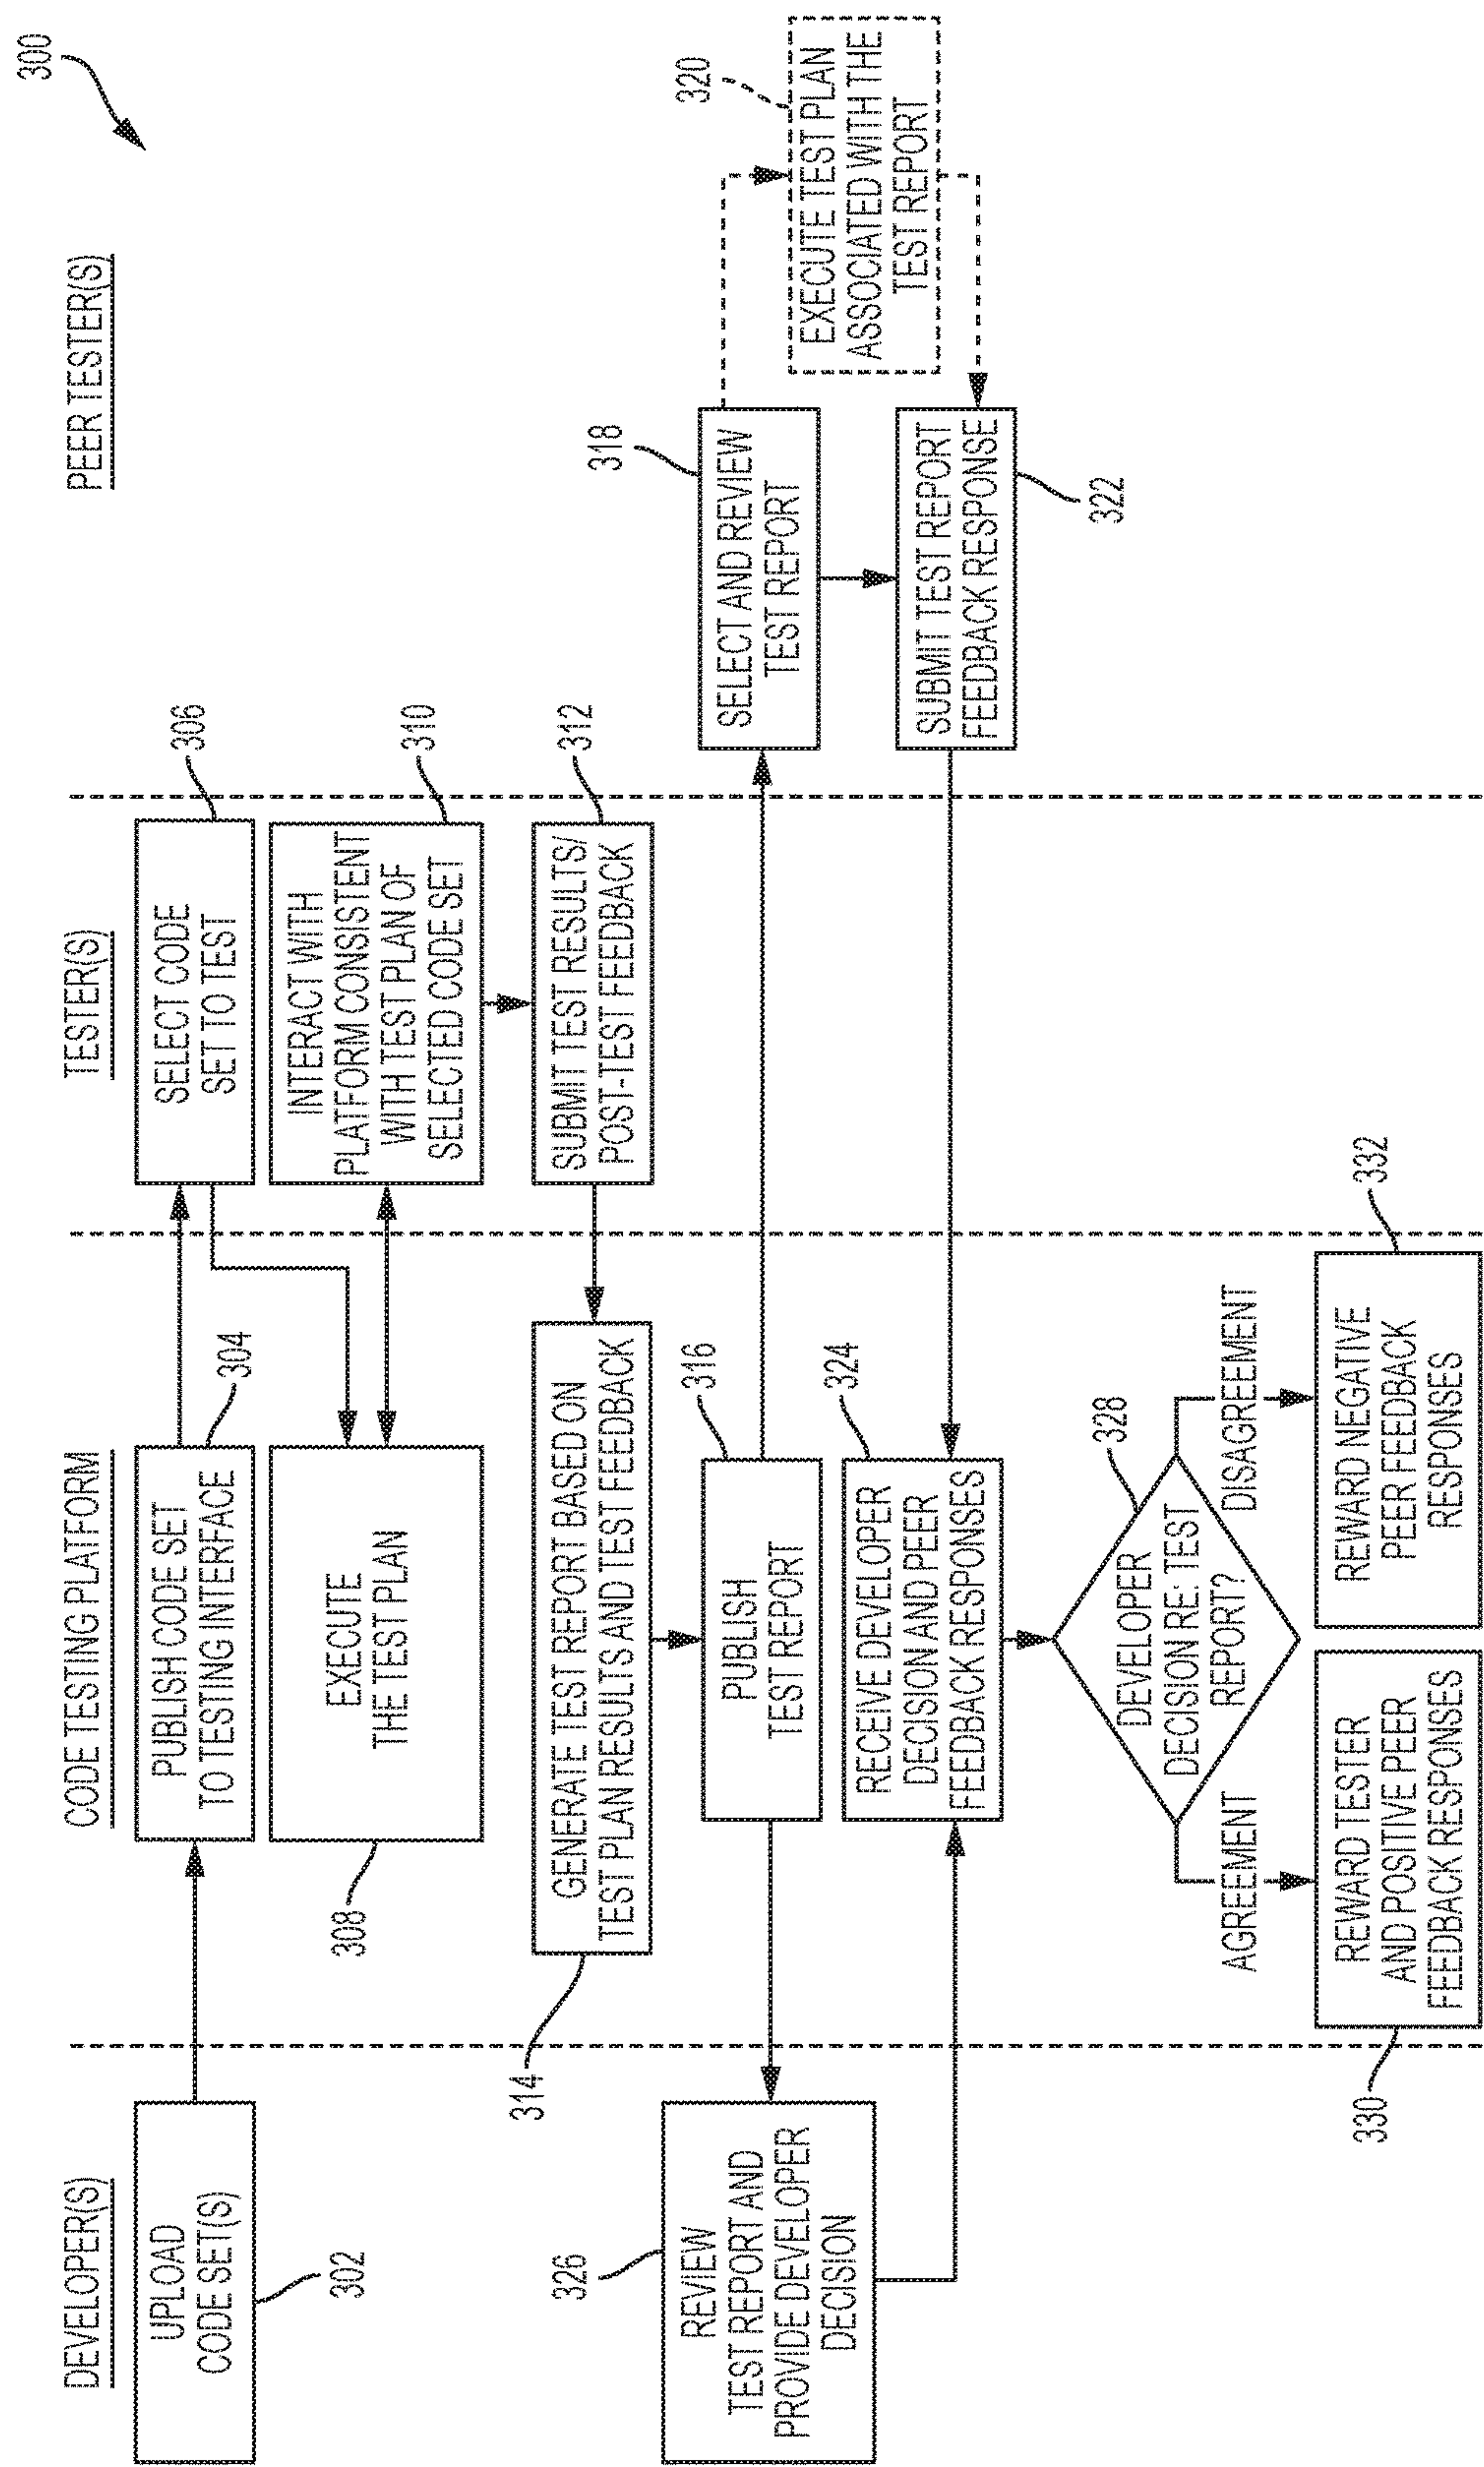 300
DEVELOPER(S)
CODE TESTING PLATFORM
TESTER(S)
PEER TESTER(S)
UPLOAD
CODE SET(S)
302
PUBLISH CODE SET
TO TESTING INTERFACE
304
SELECT CODE
SET TO TEST
306
EXECUTE
THE TEST PLAN
308
INTERACT WITH
PLATFORM CONSISTENT
WITH TEST PLAN OF
SELECTED CODE SET
310
SUBMIT TEST RESULTS/
POST-TEST FEEDBACK
312
GENERATE TEST REPORT BASED ON
TEST PLAN RESULTS AND TEST FEEDBACK
314
PUBLISH
TEST REPORT
316
SELECT AND REVIEW
TEST REPORT
318
EXECUTE TEST PLAN
ASSOCIATED WITH THE
TEST REPORT
320
SUBMIT TEST REPORT
FEEDBACK RESPONSE
322
REVIEW
TEST REPORT AND
PROVIDE DEVELOPER
DECISION
326
RECEIVE DEVELOPER
DECISION AND PEER
FEEDBACK RESPONSES
324
DEVELOPER
DECISION RE: TEST
REPORT?
328
AGREEMENT
DISAGREEMENT
REWARD TESTER
AND POSITIVE PEER
FEEDBACK RESPONSES
330
REWARD NEGATIVE
PEER FEEDBACK
RESPONSES
332